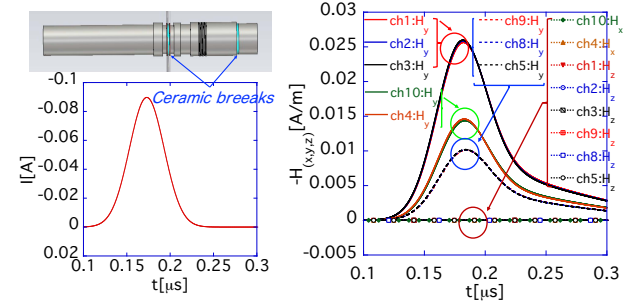 Ceramic breeaks
-0.1
-0.08
-0.06
-0.04
-0.02
0
0.02
I[A]
0.1 0.15 0.2 0.25 0.3
t[μs]
0.03
0.025
0.02
0.015
0.01
0.005
0
-0.005
-H(x,y,z)[A/m]
ch1:Hy
ch2:Hy
ch3:Hy
ch10:Hy
ch4:Hy
ch9:Hy
ch8:Hy
ch5:Hy
ch10:Hx
ch4:Hx
ch1:Hz
ch2:Hz
ch3:Hz
ch9:Hz
ch8:Hz
ch5:Hz
0.1 0.15 0.2 0.25 0.3
t[μs]